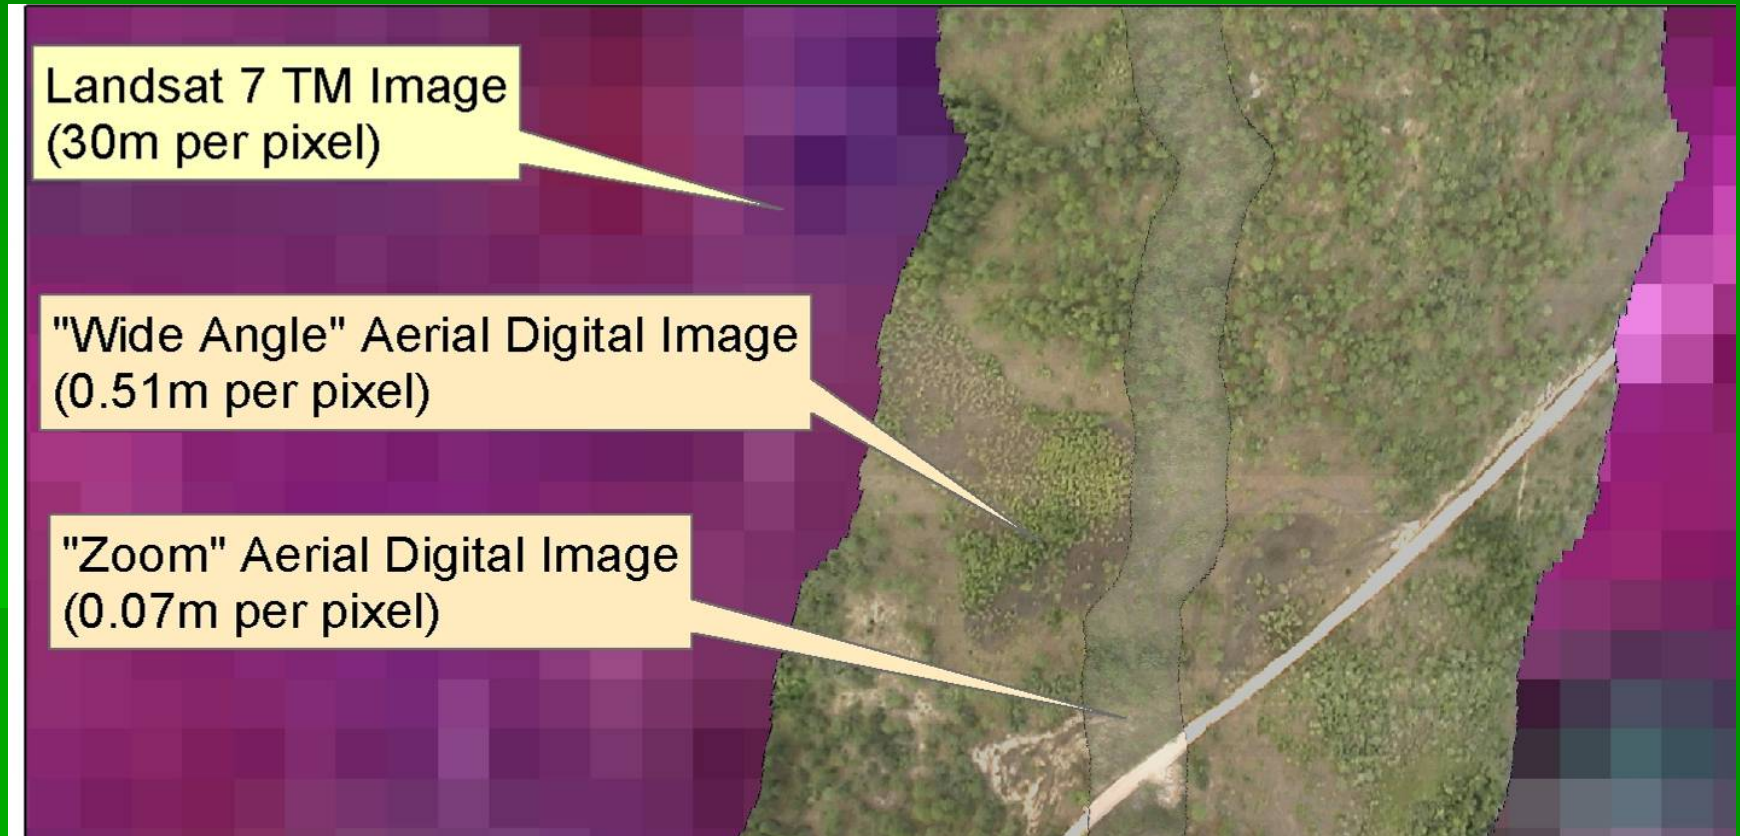 Landsat 7 TM Image
(30m per pixel)
"Wide Angle" Aerial Digital Image
(0.51m per pixel)
"Zoom" Aerial Digital Image
(0.07m per pixel)